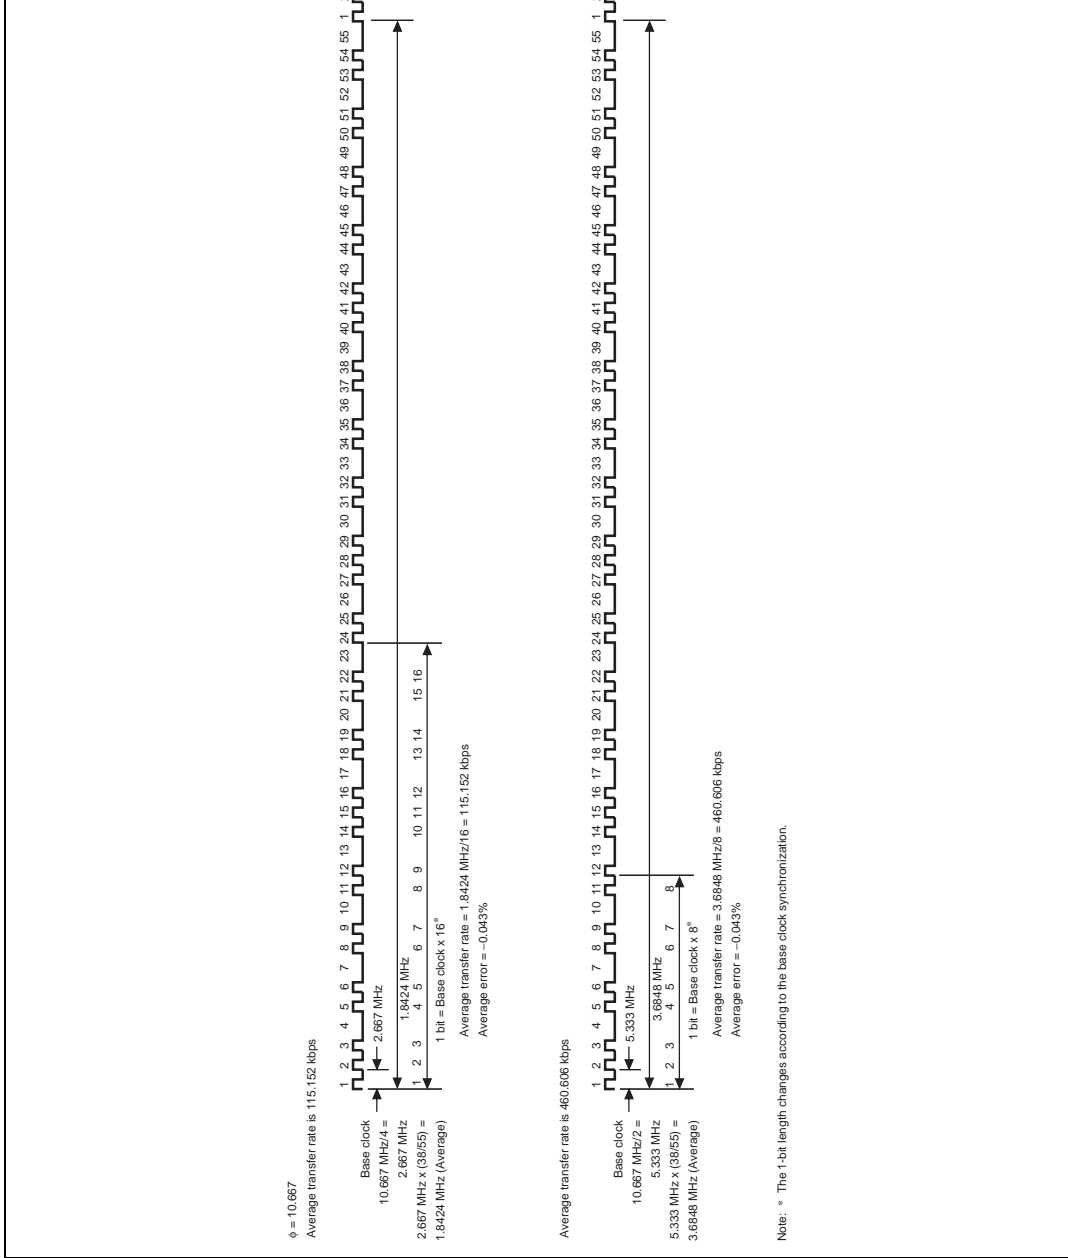 ϕ = 10.667
Average transfer rate is 115.152 kbps
1 2 3 4 5 6 7 8 9 10 11 12 13 14 15 16 17 18 19 20 21 22 23 24 25 26 27 28 29 30 31 32 33 34 35 36 37 38 39 40 41 42 43 44 45 46 47 48 49 50 51 52 53 54 55 1
Base clock
10.667 MHz/4 =
2.667 MHz
2.667 MHz
2.667 MHz x (38/55) =
1.8424 MHz (Average)
1.8424 MHz
1 2 3 4 5 6 7 8 9 10 11 12 13 14 15 16
1 bit = Base clock x 16*
Average transfer rate = 1.8424 MHz/16 = 115.152 kbps
Average error = –0.043%
Average transfer rate is 460.606 kbps
1 2 3 4 5 6 7 8 9 10 11 12 13 14 15 16 17 18 19 20 21 22 23 24 25 26 27 28 29 30 31 32 33 34 35 36 37 38 39 40 41 42 43 44 45 46 47 48 49 50 51 52 53 54 55 1
Base clock
10.667 MHz/2 =
5.333 MHz
5.333 MHz
5.333 MHz x (38/55) =
3.6848 MHz (Average)
3.6848 MHz
1 2 3 4 5 6 7 8
1 bit = Base clock x 8*
Average transfer rate = 3.6848 MHz/8 = 460.606 kbps
Average error = –0.043%
Note: * The 1-bit length changes according to the base clock synchronization.